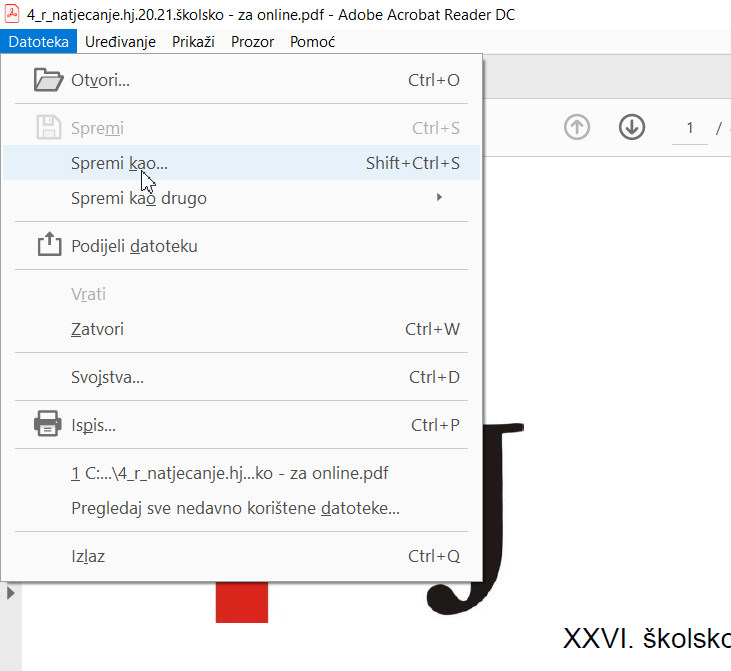 4_r_natjecanje.hj.20.21.školsko - za online.pdf - Adobe Acrobat Reader DC
Datoteka Uređivanje Prikaži Prozor Pomoć
Otvori... Ctrl+O
Spremi Ctrl+S
1 /
Spremi kao... Shift+Ctrl+S
Spremi kao drugo
Podijeli datoteku
Vrati
Zatvori Ctrl+W
Svojstva... Ctrl+D
Ispis... Ctrl+P
1 C:...\4_r_natjecanje.hj...ko - za online.pdf
Pregledaj sve nedavno korištene datoteke...
Izlaz Ctrl+Q
J
XXVI. školsko